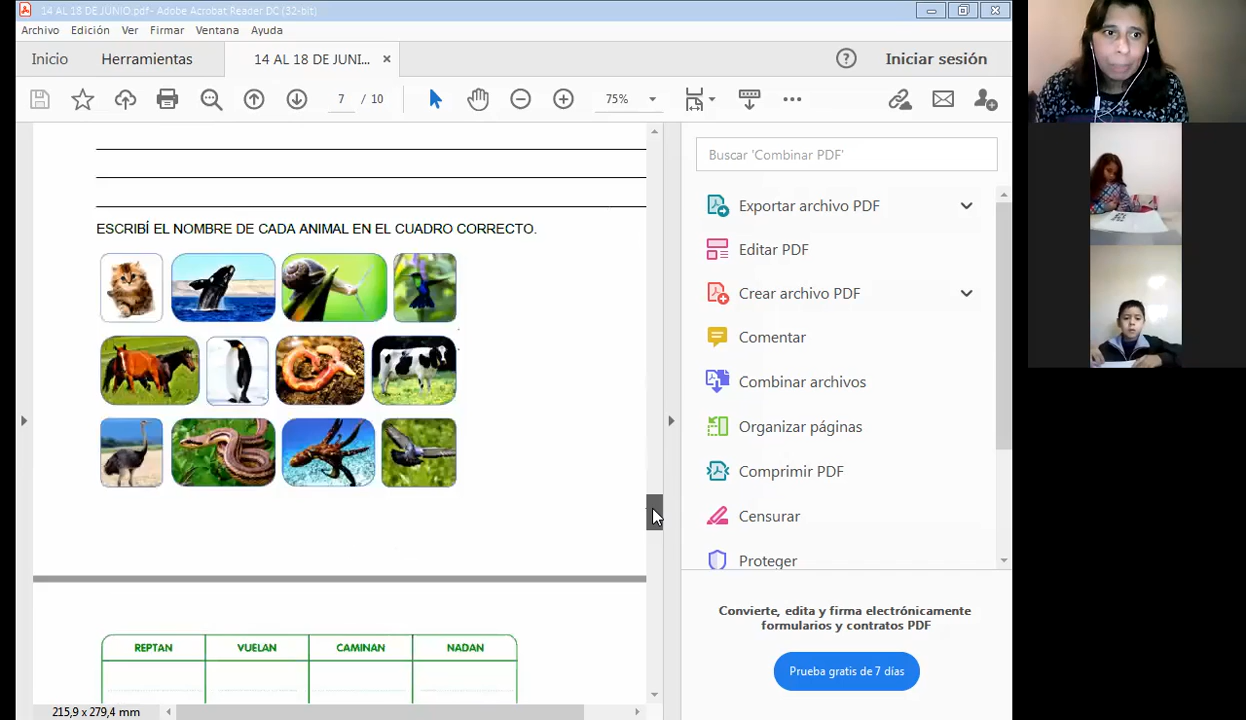 14 AL 18 DE JUNIO.pdf - Adobe Acrobat Reader DC (32-bit)
Archivo Edición Ver Firmar Ventana Ayuda
Inicio Herramientas 14 AL 18 DE JUNI... × Iniciar sesión
7 / 10 75%
Buscar 'Combinar PDF'
Exportar archivo PDF
Editar PDF
Crear archivo PDF
Comentar
Combinar archivos
Organizar páginas
Comprimir PDF
Censurar
Proteger
Convierte, edita y firma electrónicamente
formularios y contratos PDF
Prueba gratis de 7 días
ESCRIBÍ EL NOMBRE DE CADA ANIMAL EN EL CUADRO CORRECTO.
REPTAN VUELAN CAMINAN NADAN
215,9 x 279,4 mm